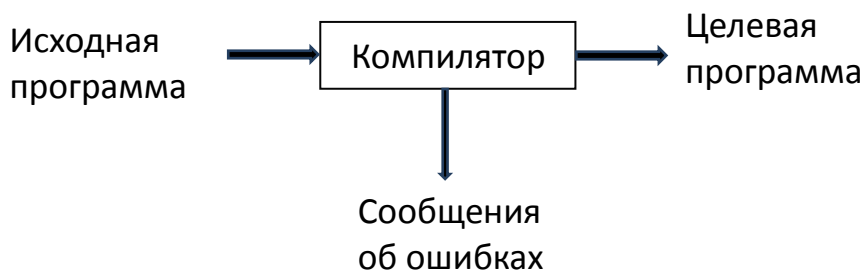 Исходная
программа
Компилятор
Целевая
программа
Сообщения
об ошибках